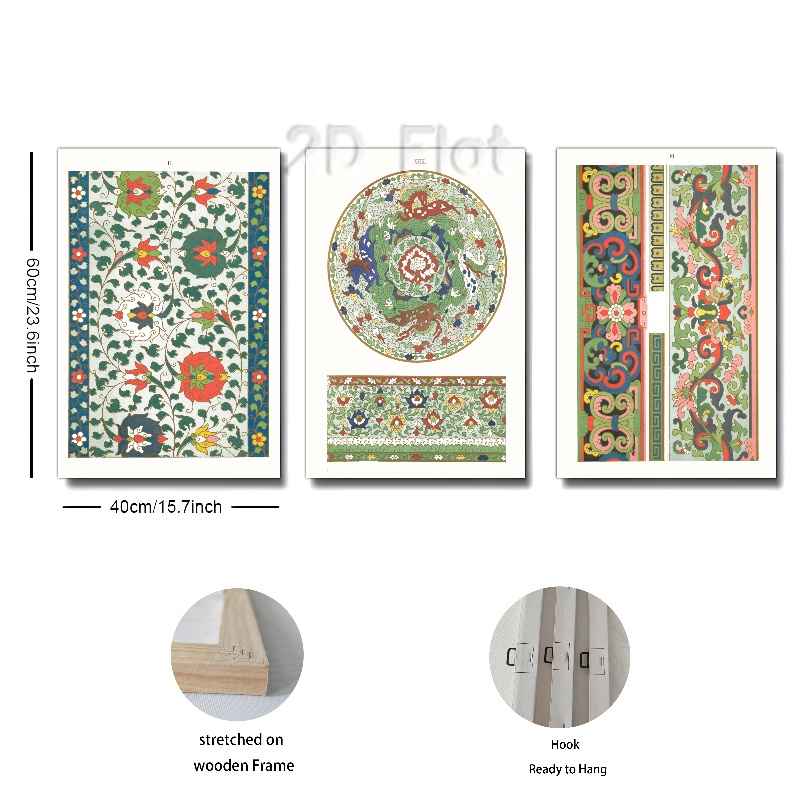 2D Flat
60cm/23.6inch
40cm/15.7inch
stretched on
wooden Frame
Hook
Ready to Hang